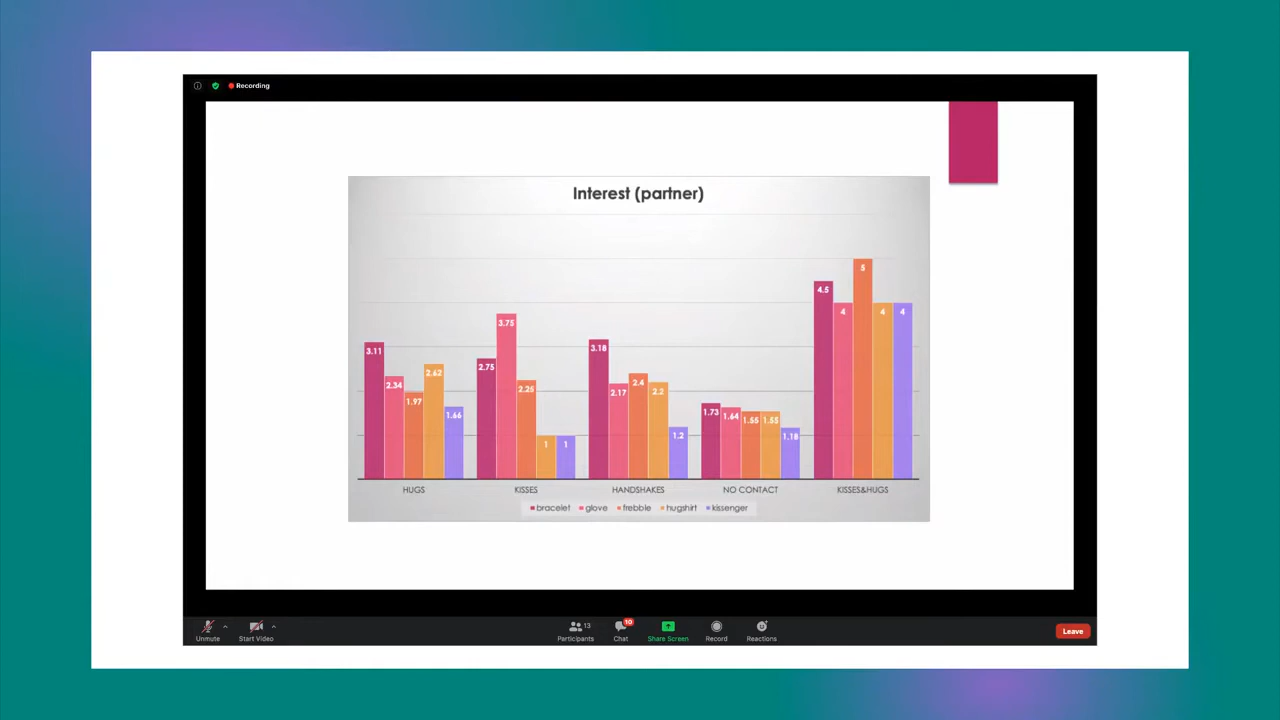 Recording
Interest (partner)
3.11 2.34 1.97 2.62 1.66
2.75 3.75 2.25 1 1
3.18 2.17 2.4 2.2 1.2
1.73 1.64 1.55 1.55 1.18
4.5 4 5 4 4
HUGS KISSES HANDSHAKES NO CONTACT KISSES&HUGS
bracelet glove frebble hugshirt kissenger
13 10
Unmute Start Video Participants Chat Share Screen Record Reactions Leave